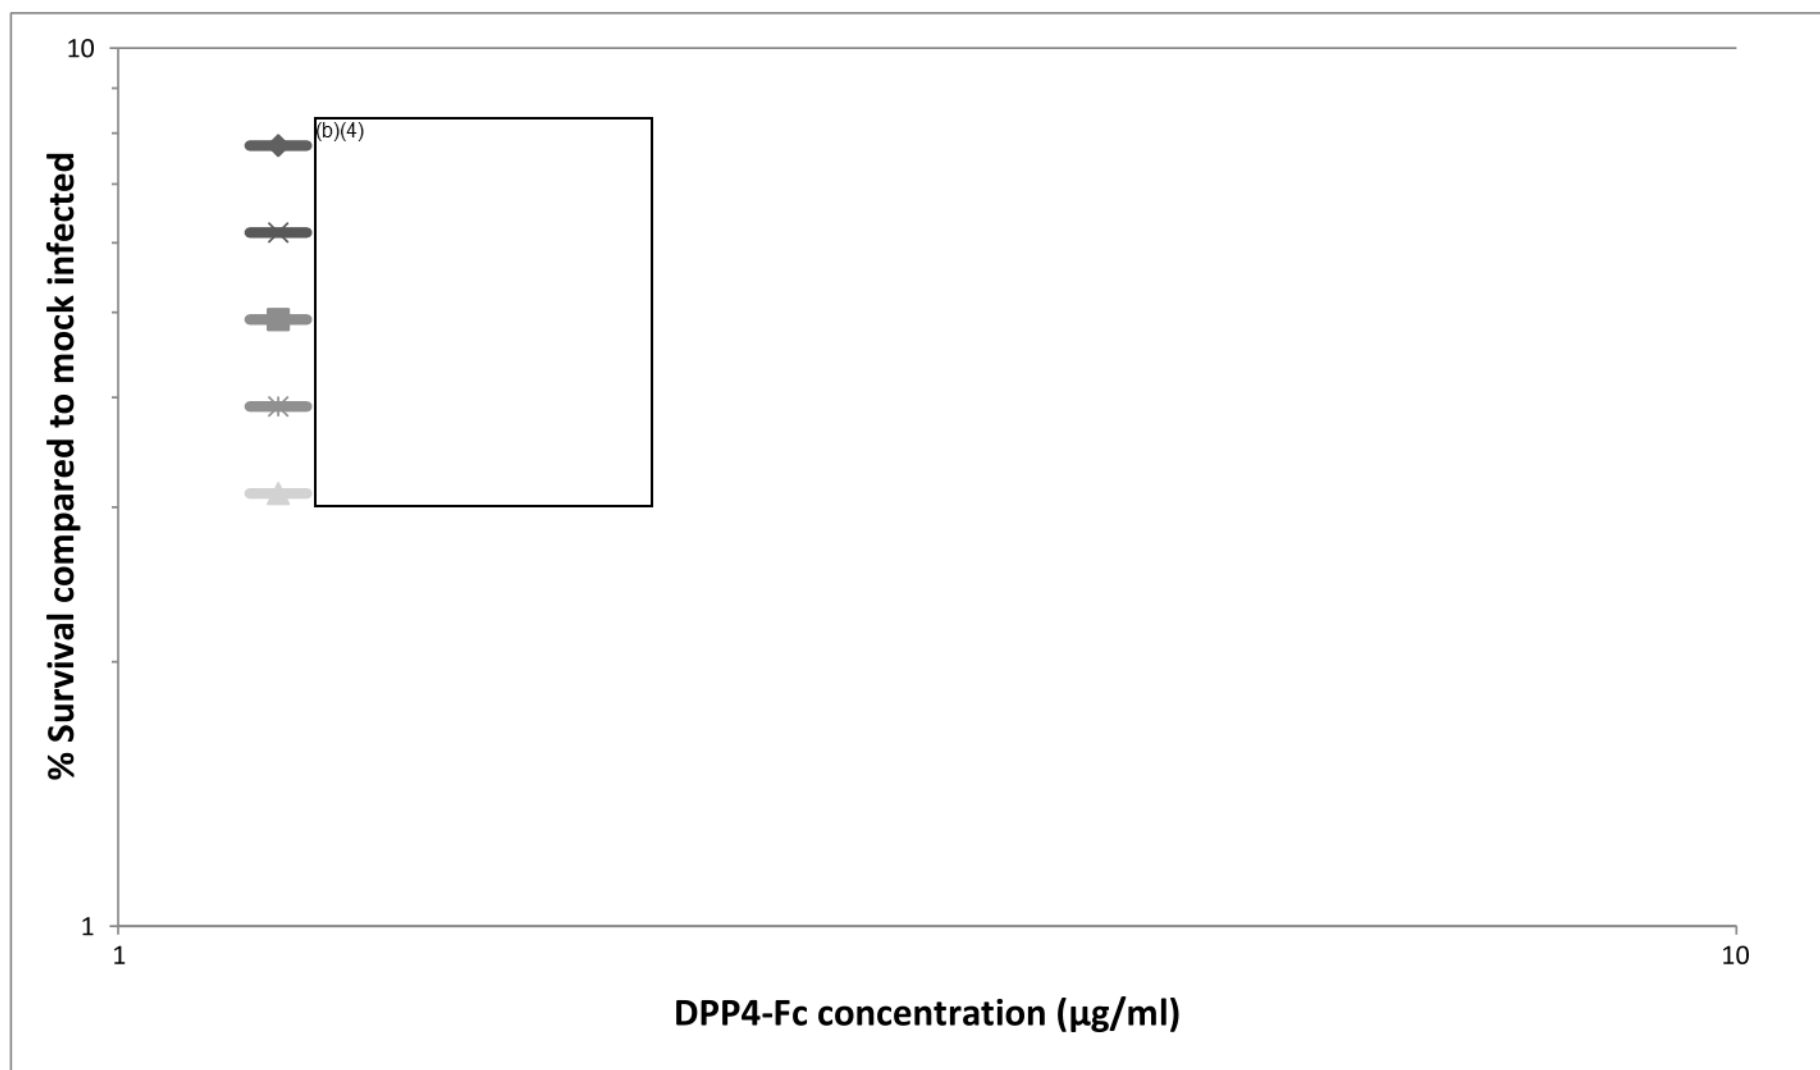 10
(b)(4)
% Survival compared to mock infected
1
1
10
DPP4-Fc concentration (µg/ml)